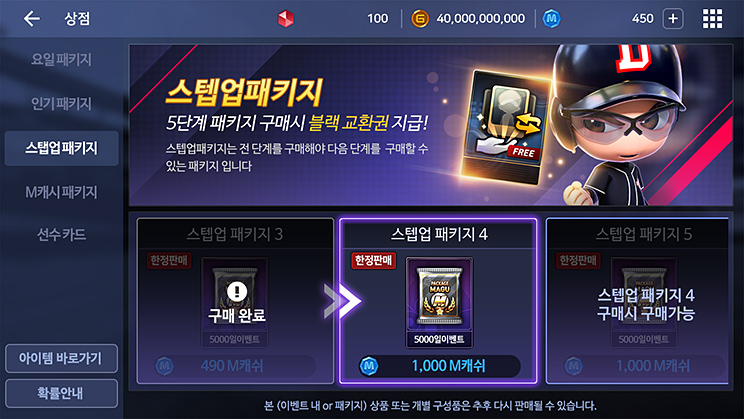 상점
100
G
40,000,000,000
M
450
요일 패키지
인기 패키지
스탭업 패키지
M캐시 패키지
선수 카드
아이템 바로가기
확률안내
스텝업패키지
5단계 패키지 구매시 블랙 교환권 지급!
스텝업패키지는 전 단계를 구매해야 다음 단계를 구매할 수
있는 패키지 입니다
FREE
D
스텝업 패키지 3
한정판매
구매 완료
5000일이벤트
M 490 M캐쉬
스텝업 패키지 4
한정판매
PACKAGE
MAGU
M
5000일이벤트
M 1,000 M캐쉬
스텝업 패키지 5
한정판매
스텝업 패키지 4
구매시 구매가능
5000일이벤트
M 1,000 M캐쉬
본 (이벤트 내 or 패키지) 상품 또는 개별 구성품은 추후 다시 판매될 수 있습니다.